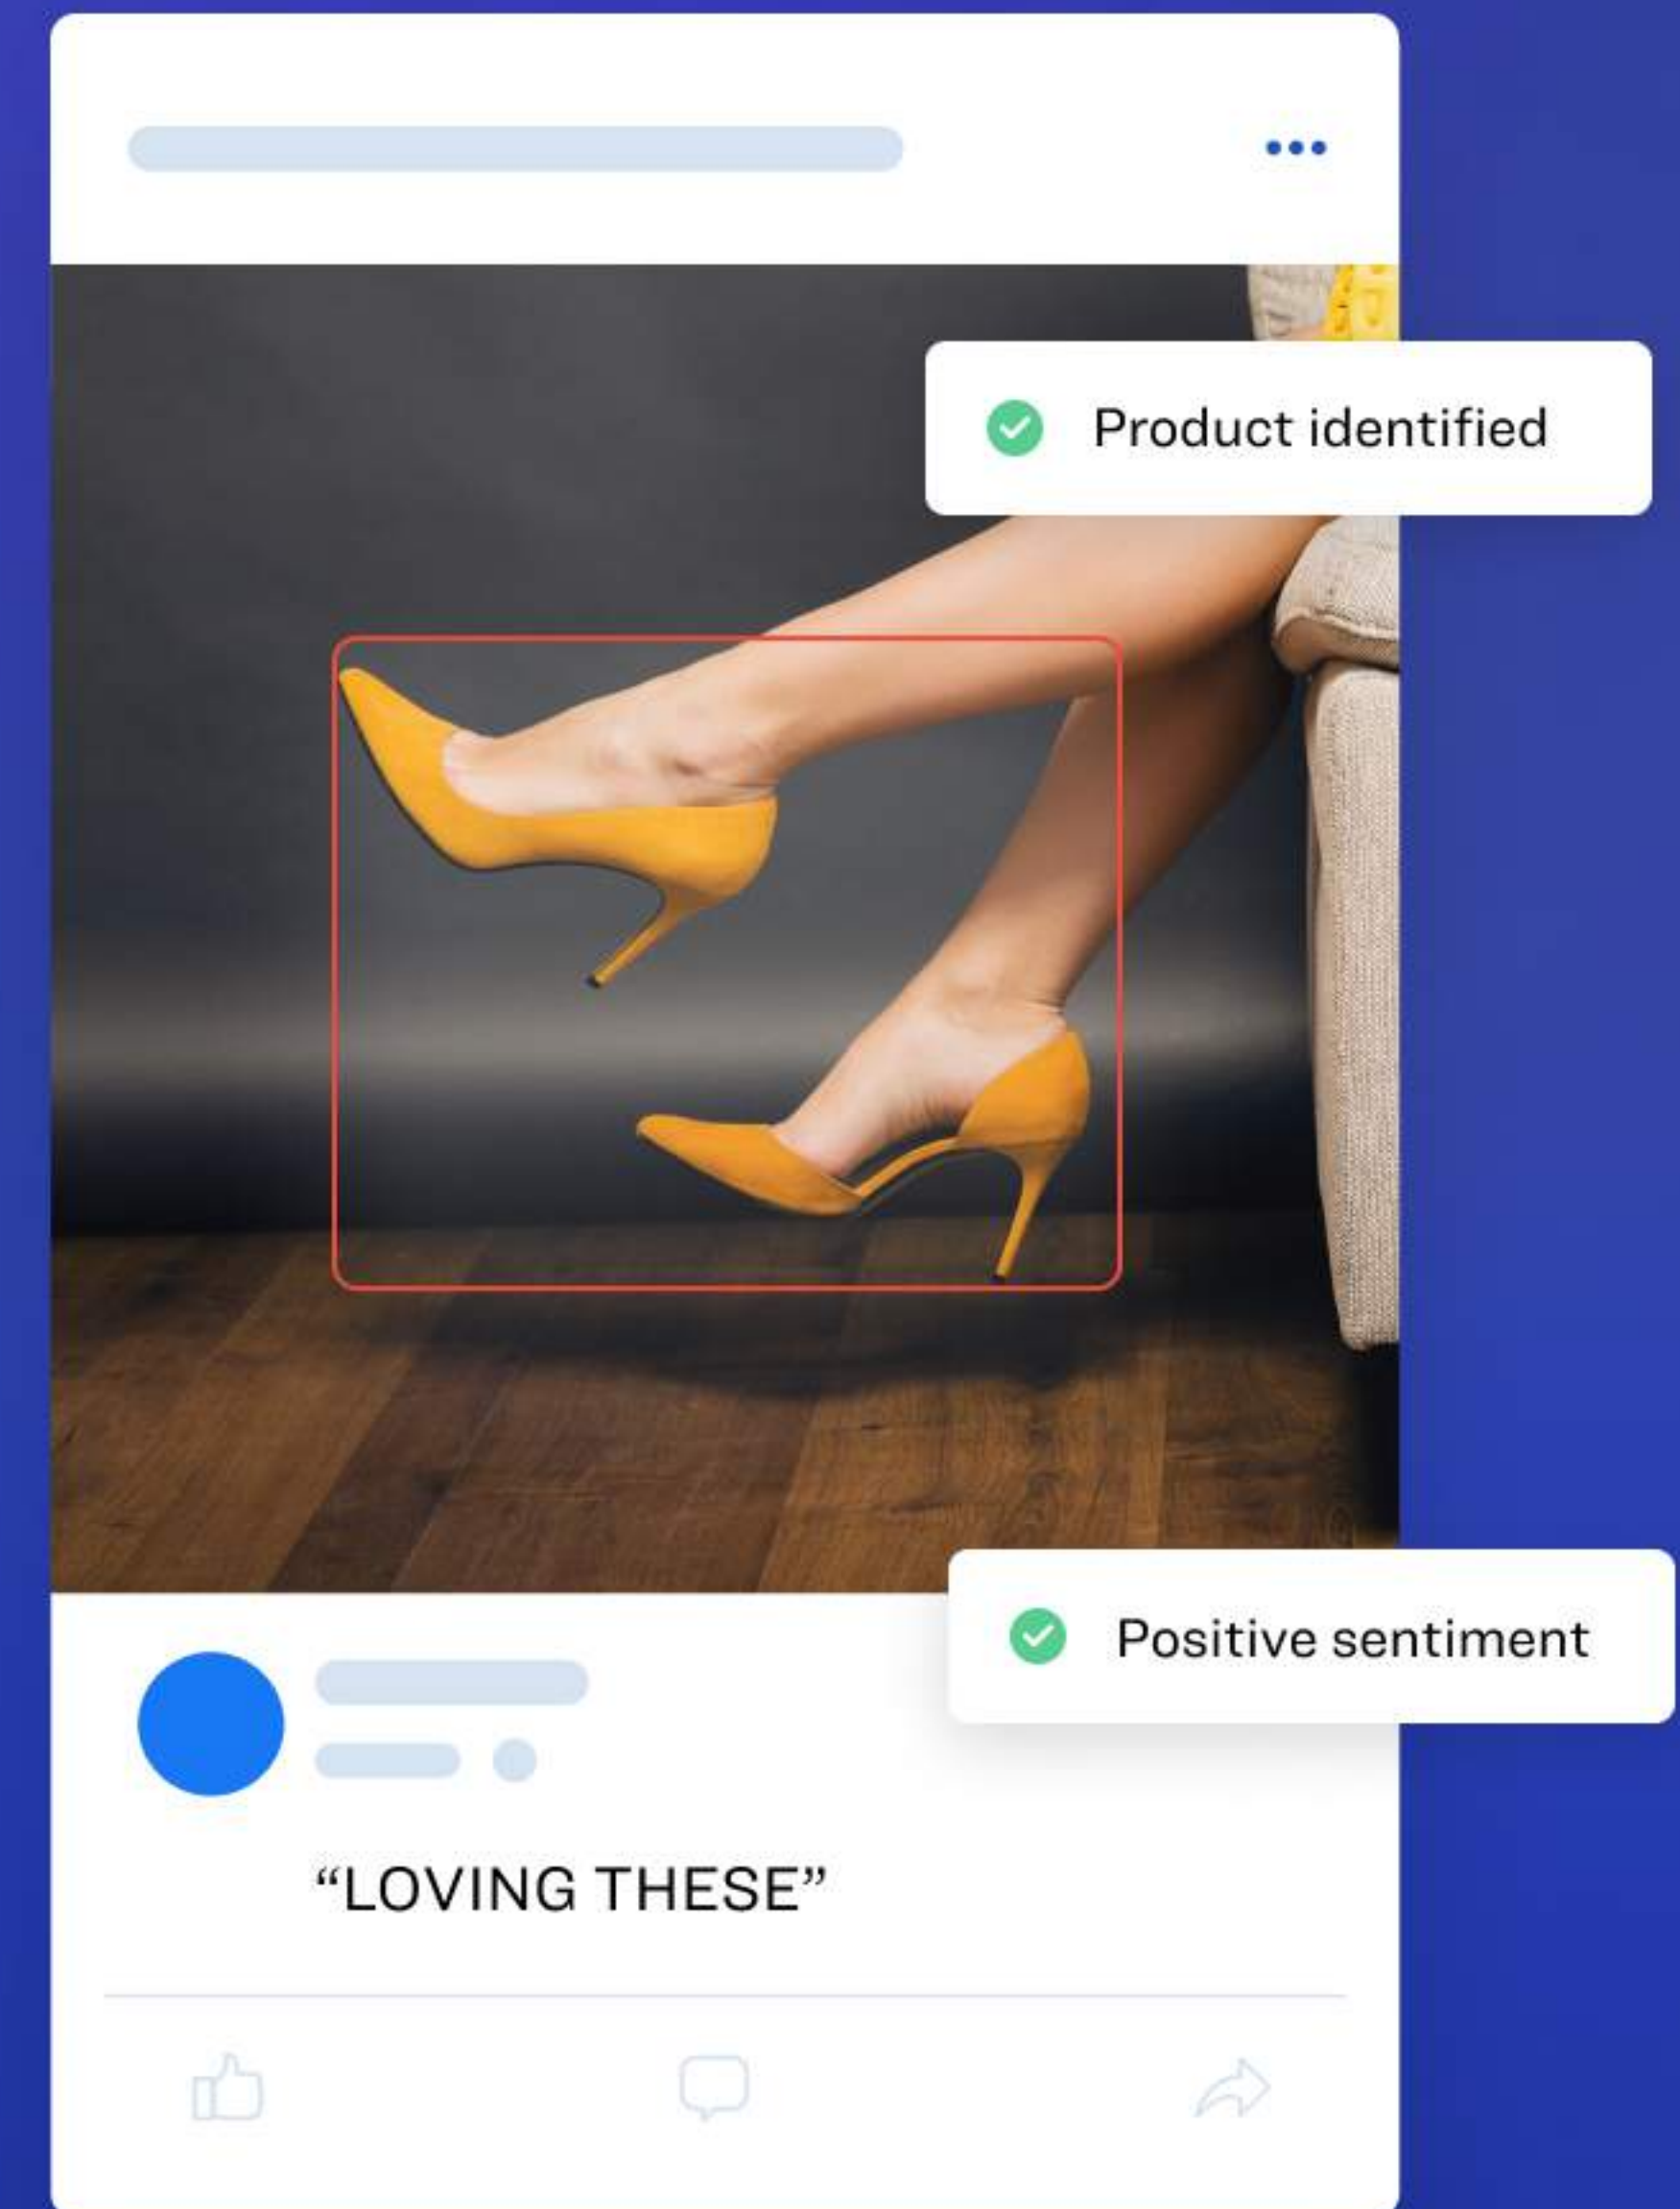 Product identified
Positive sentiment
“LOVING THESE”